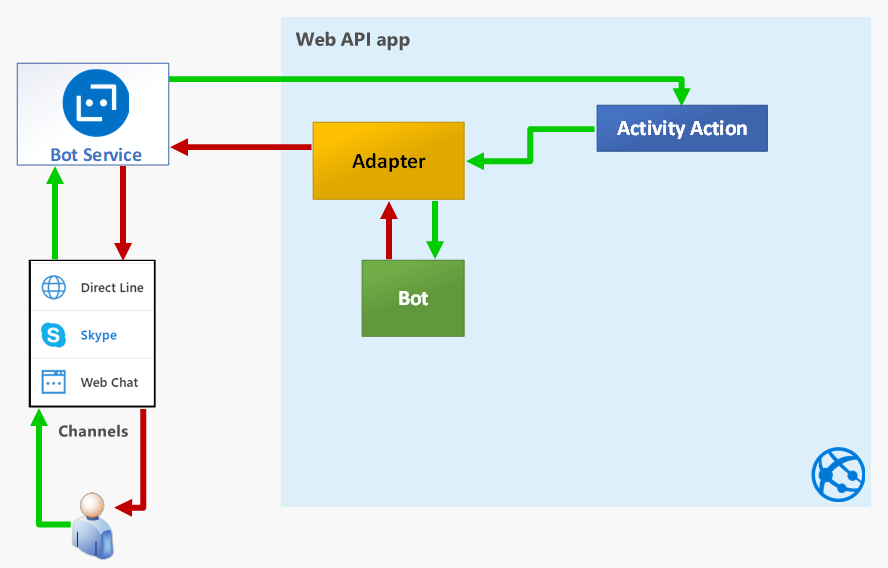 Web API app
Bot Service
Activity Action
Adapter
Bot
Direct Line
Skype
Web Chat
Channels